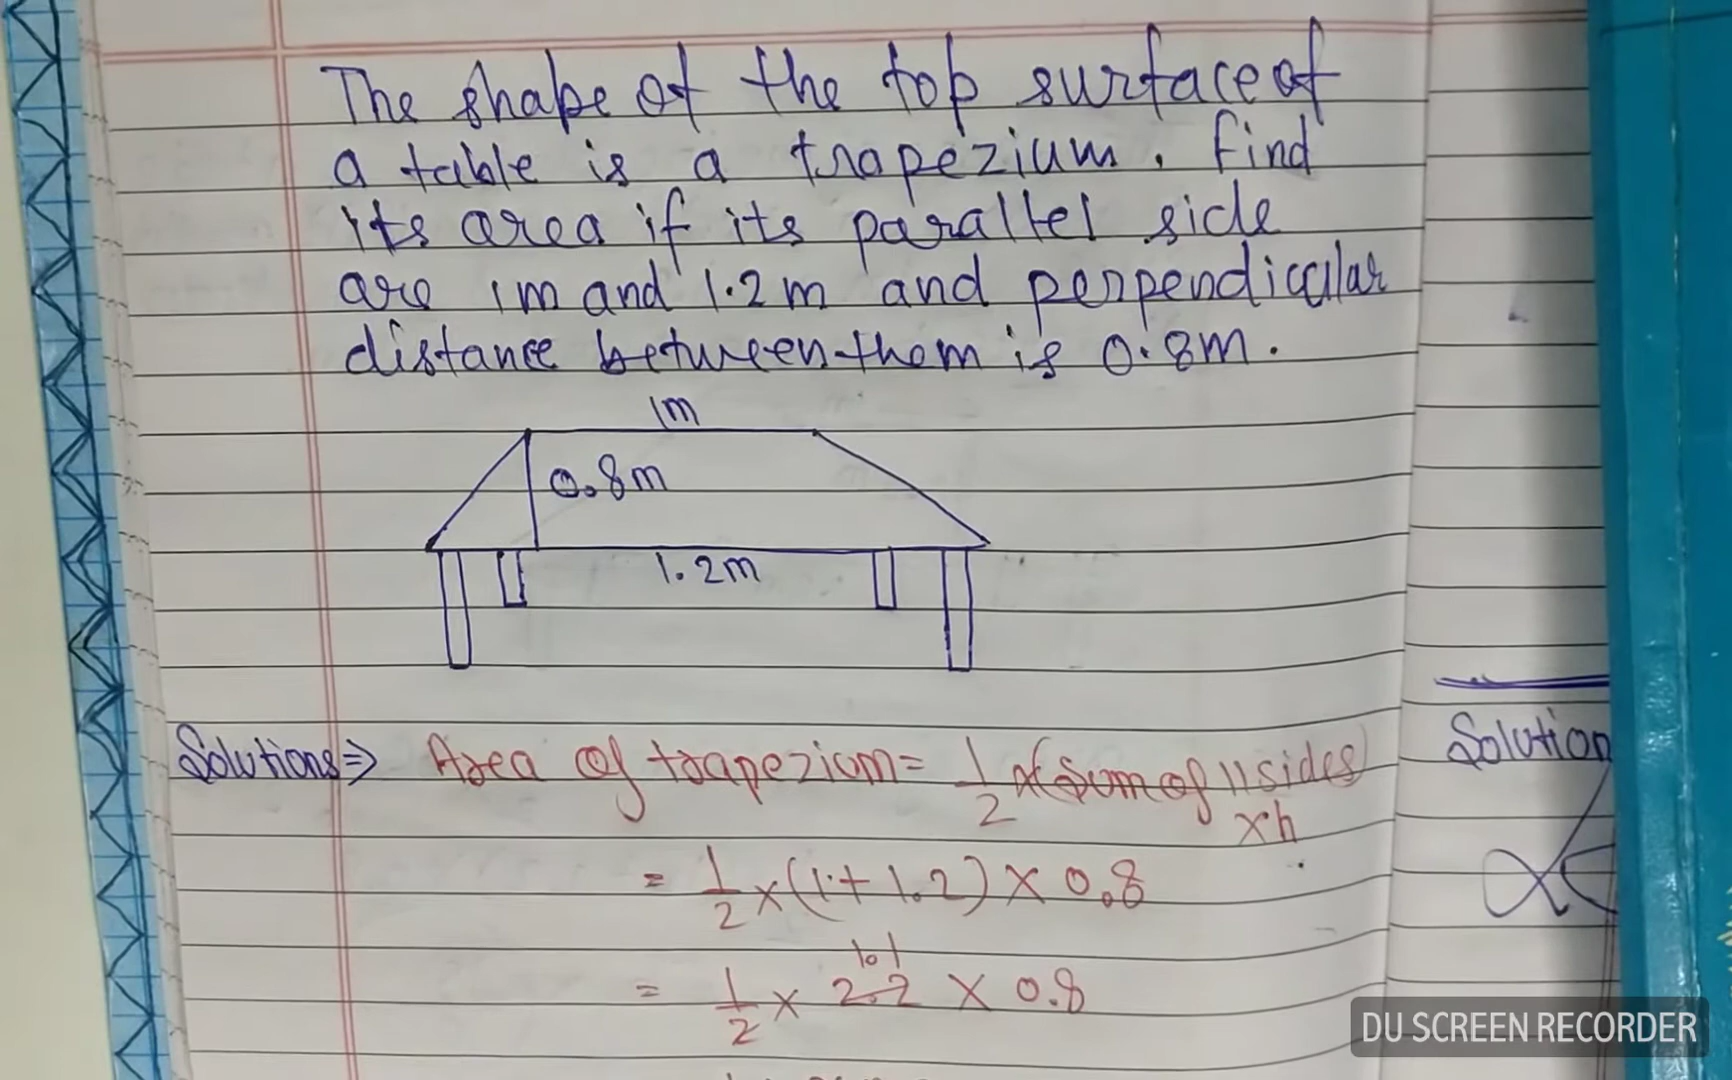 The shape of the top surface of
a table is a trapezium. Find
its area if its parallel side
are 1m and 1.2m and perpendicular
distance between them is 0.8m.
1m
0.8m
1.2m
Solutions⇒ Area of trapezium = 1/2 × (Sum of || sides)
×h
= 1/2 × (1+1.2) × 0.8
1.1
= 1/2 × 2.2 × 0.8
Solution
DU SCREEN RECORDER